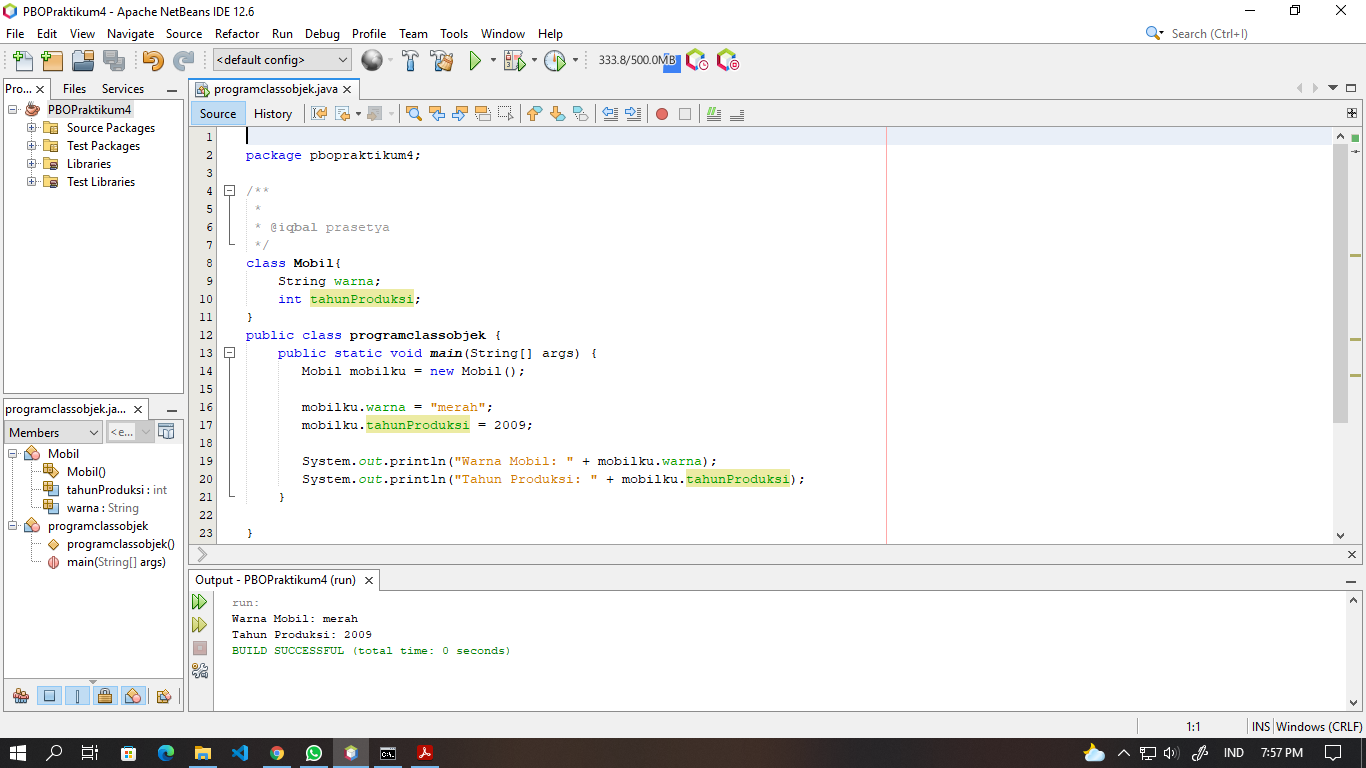 PBOPraktikum4 - Apache NetBeans IDE 12.6
File Edit View Navigate Source Refactor Run Debug Profile Team Tools Window Help
Search (Ctrl+I)
<default config>
333.8/500.0MB
Pro... Files Services
PBOPraktikum4
Source Packages
Test Packages
Libraries
Test Libraries
programclassobjek.java
Source History
1
2 package pbopraktikum4;
3
4 /**
5 *
6 * @iqbal prasetya
7 */
8 class Mobil{
9 String warna;
10 int tahunProduksi;
11 }
12 public class programclassobjek {
13 public static void main(String[] args) {
14 Mobil mobilku = new Mobil();
15
16 mobilku.warna = "merah";
17 mobilku.tahunProduksi = 2009;
18
19 System.out.println("Warna Mobil: " + mobilku.warna);
20 System.out.println("Tahun Produksi: " + mobilku.tahunProduksi);
21 }
22
23 }
programclassobjek.ja...
Members <e...
Mobil
Mobil()
tahunProduksi : int
warna : String
programclassobjek
programclassobjek()
main(String[] args)
Output - PBOPraktikum4 (run)
run:
Warna Mobil: merah
Tahun Produksi: 2009
BUILD SUCCESSFUL (total time: 0 seconds)
1:1 INS Windows (CRLF)
IND 7:57 PM